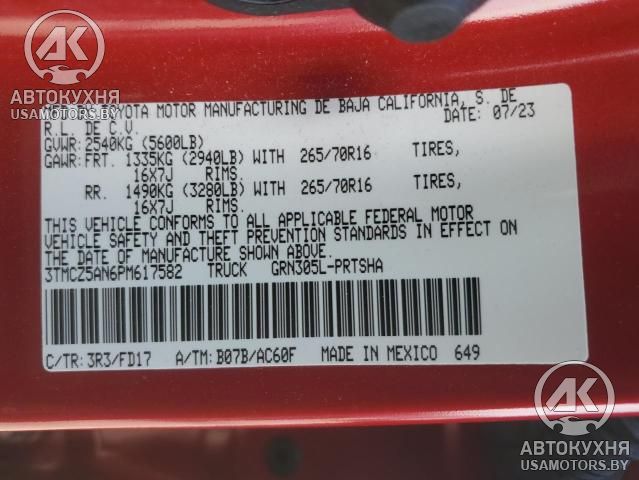 АВТОКУХНЯ
USAMOTORS.BY
TOYOTA MOTOR MANUFACTURING DE BAJA CALIFORNIA, S. DE
R.L. DE C.V. DATE: 07/23
GVWR: 2540KG (5600LB)
GAWR: FRT. 1335KG (2940LB) WITH 265/70R16 TIRES,
16X7J RIMS.
RR. 1490KG (3280LB) WITH 265/70R16 TIRES,
16X7J RIMS.
THIS VEHICLE CONFORMS TO ALL APPLICABLE FEDERAL MOTOR
VEHICLE SAFETY AND THEFT PREVENTION STANDARDS IN EFFECT ON
THE DATE OF MANUFACTURE SHOWN ABOVE.
3TMCZ5AN6PM617582 TRUCK GRN305L-PRTSHA
C/TR: 3R3/FD17 A/TM: B07B/AC60F MADE IN MEXICO 649
АК
АВТОКУХНЯ
USAMOTORS.BY